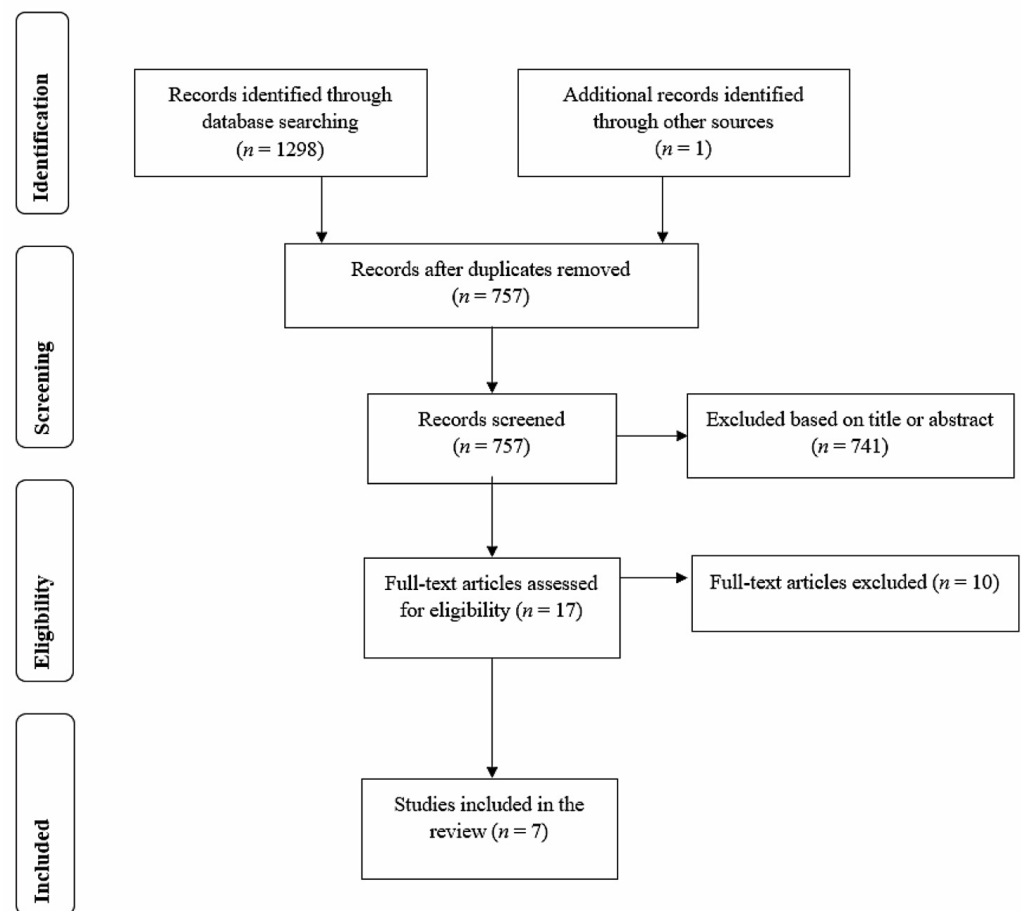 Identification
Records identified through
database searching
(n = 1298)
Additional records identified
through other sources
(n = 1)
Screening
Records after duplicates removed
(n = 757)
Records screened
(n = 757)
Excluded based on title or abstract
(n = 741)
Eligibility
Full-text articles assessed
for eligibility (n = 17)
Full-text articles excluded (n = 10)
Included
Studies included in the
review (n = 7)